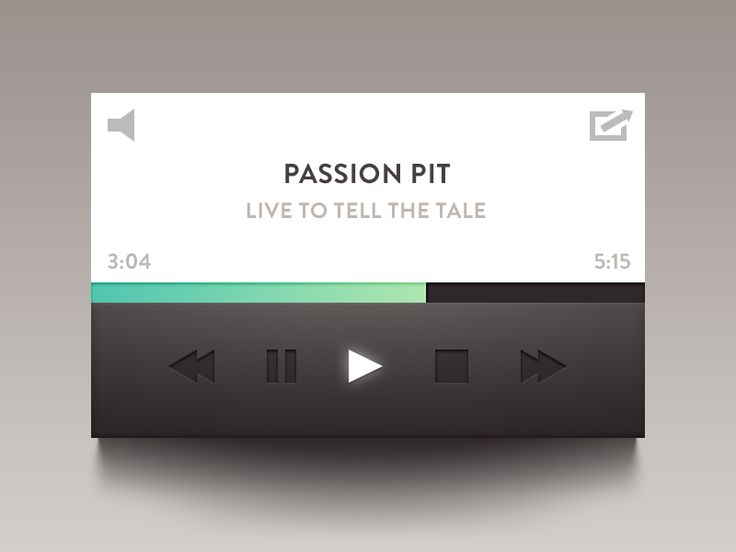 PASSION PIT
LIVE TO TELL THE TALE
3:04 5:15